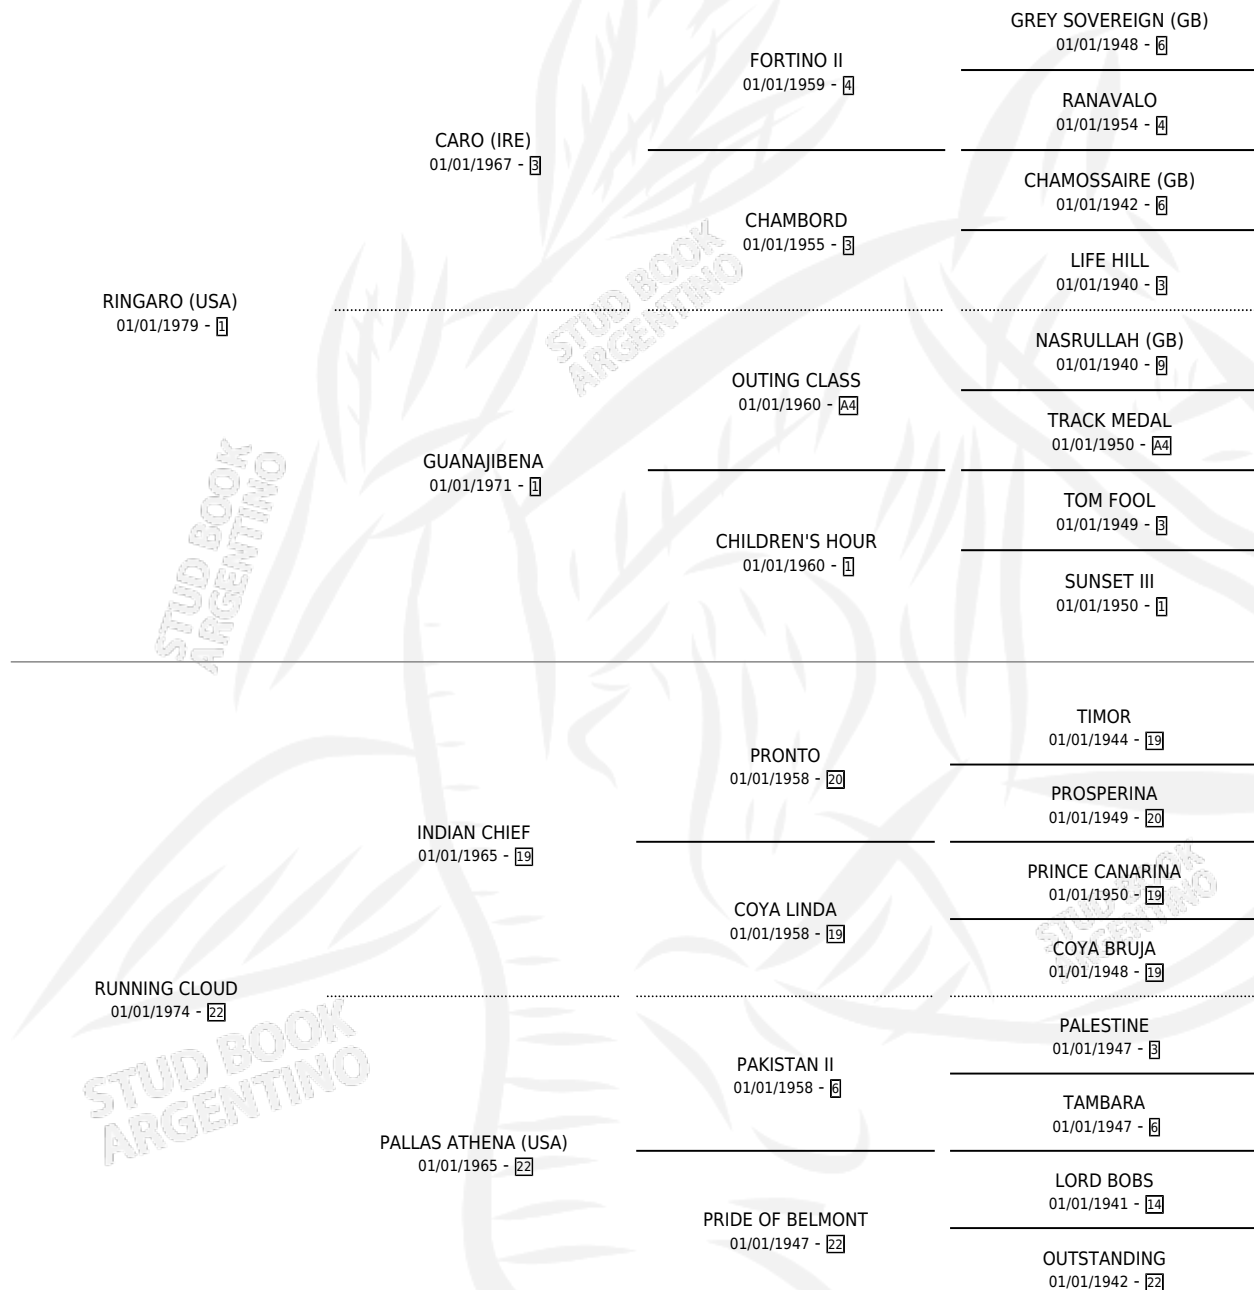 GREY SOVEREIGN (GB)
01/01/1948 - 6
FORTINO II
01/01/1959 - 4
RANAVALO
01/01/1954 - 4
CARO (IRE)
01/01/1967 - 3
CHAMOSSAIRE (GB)
01/01/1942 - 6
CHAMBORD
01/01/1955 - 3
LIFE HILL
01/01/1940 - 3
RINGARO (USA)
01/01/1979 - 1
STUD BOOK
ARGENTINO
NASRULLAH (GB)
01/01/1940 - 9
OUTING CLASS
01/01/1960 - A4
TRACK MEDAL
01/01/1950 - A4
GUANAJIBENA
01/01/1971 - 1
TOM FOOL
01/01/1949 - 3
CHILDREN'S HOUR
01/01/1960 - 1
SUNSET III
01/01/1950 - 1
STUD BOOK
ARGENTINO
TIMOR
01/01/1944 - 19
PRONTO
01/01/1958 - 20
PROSPERINA
01/01/1949 - 20
INDIAN CHIEF
01/01/1965 - 19
PRINCE CANARINA
01/01/1950 - 19
COYA LINDA
01/01/1958 - 19
STUD BOOK
ARGENTINO
COYA BRUJA
01/01/1948 - 19
RUNNING CLOUD
01/01/1974 - 22
STUD BOOK
ARGENTINO
PALESTINE
01/01/1947 - 3
PAKISTAN II
01/01/1958 - 6
TAMBARA
01/01/1947 - 6
PALLAS ATHENA (USA)
01/01/1965 - 22
LORD BOBS
01/01/1941 - 14
PRIDE OF BELMONT
01/01/1947 - 22
OUTSTANDING
01/01/1942 - 22